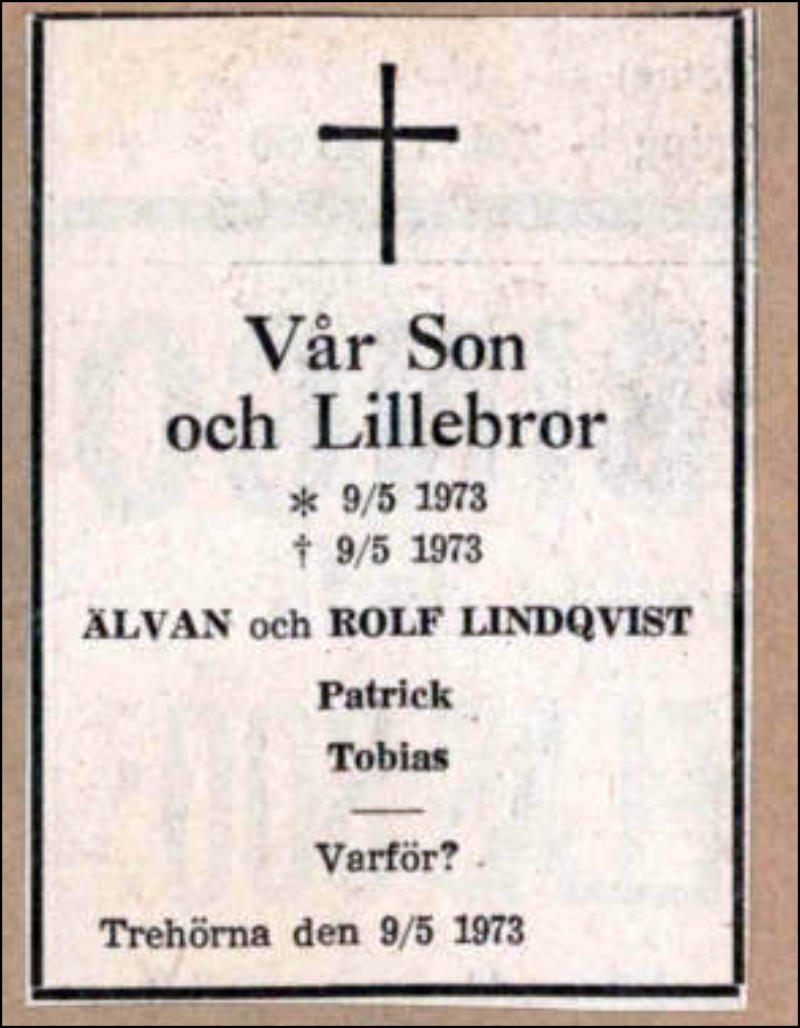 Vår Son
och Lillebror
* 9/5 1973
† 9/5 1973
ÄLVAN och ROLF LINDQVIST
Patrick
Tobias
Varför?
Trehörna den 9/5 1973